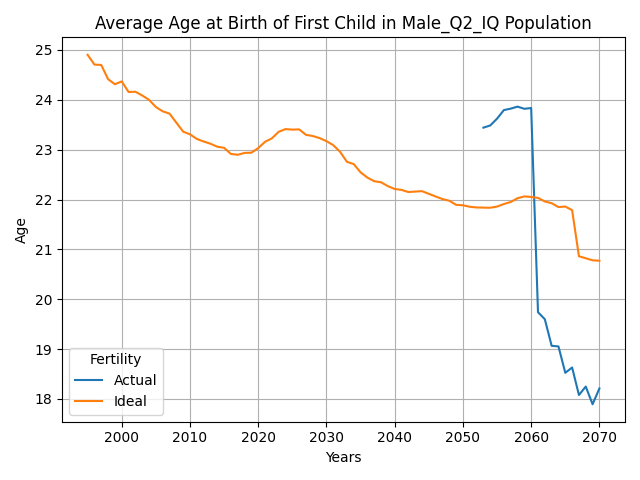 Average Age at Birth of First Child in Male_Q2_IQ Population
25
24
23
22
21
20
19
18
Age
Fertility
Actual
Ideal
2000
2010
2020
2030
2040
2050
2060
2070
Years